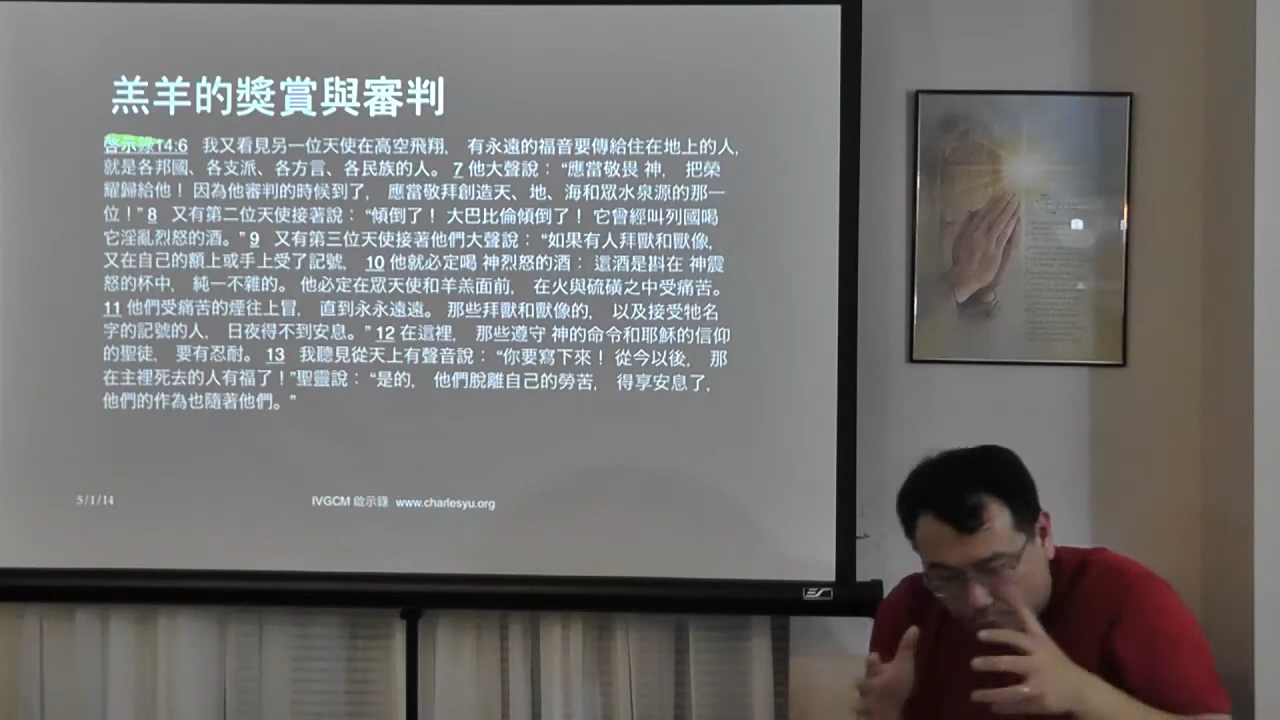 羔羊的獎賞與審判
啓示錄14:6 我又看見另一位天使在高空飛翔， 有永遠的福音要傳給住在地上的人，
就是各邦國、各支派、各方言、各民族的人。 7 他大聲說：“應當敬畏 神， 把榮
耀歸給他！ 因為他審判的時候到了， 應當敬拜創造天、地、海和眾水泉源的那一
位！” 8 又有第二位天使接著說：“傾倒了！ 大巴比倫傾倒了！ 它曾經叫列國喝
它淫亂烈怒的酒。” 9 又有第三位天使接著他們大聲說：“如果有人拜獸和獸像，
又在自己的額上或手上受了記號， 10 他就必定喝 神烈怒的酒： 這酒是斟在 神震
怒的杯中， 純一不雜的。 他必定在眾天使和羊羔面前， 在火與硫磺之中受痛苦。
11 他們受痛苦的煙往上冒， 直到永永遠遠。 那些拜獸和獸像的， 以及接受牠名
字的記號的人， 日夜得不到安息。” 12 在這裡， 那些遵守 神的命令和耶穌的信仰
的聖徒， 要有忍耐。 13 我聽見從天上有聲音說：“你要寫下來！ 從今以後， 那
在主裡死去的人有福了！”聖靈說：“是的， 他們脫離自己的勞苦， 得享安息了，
他們的作為也隨著他們。”
5/1/14
IVGCM 啟示錄 www.charlesyu.org